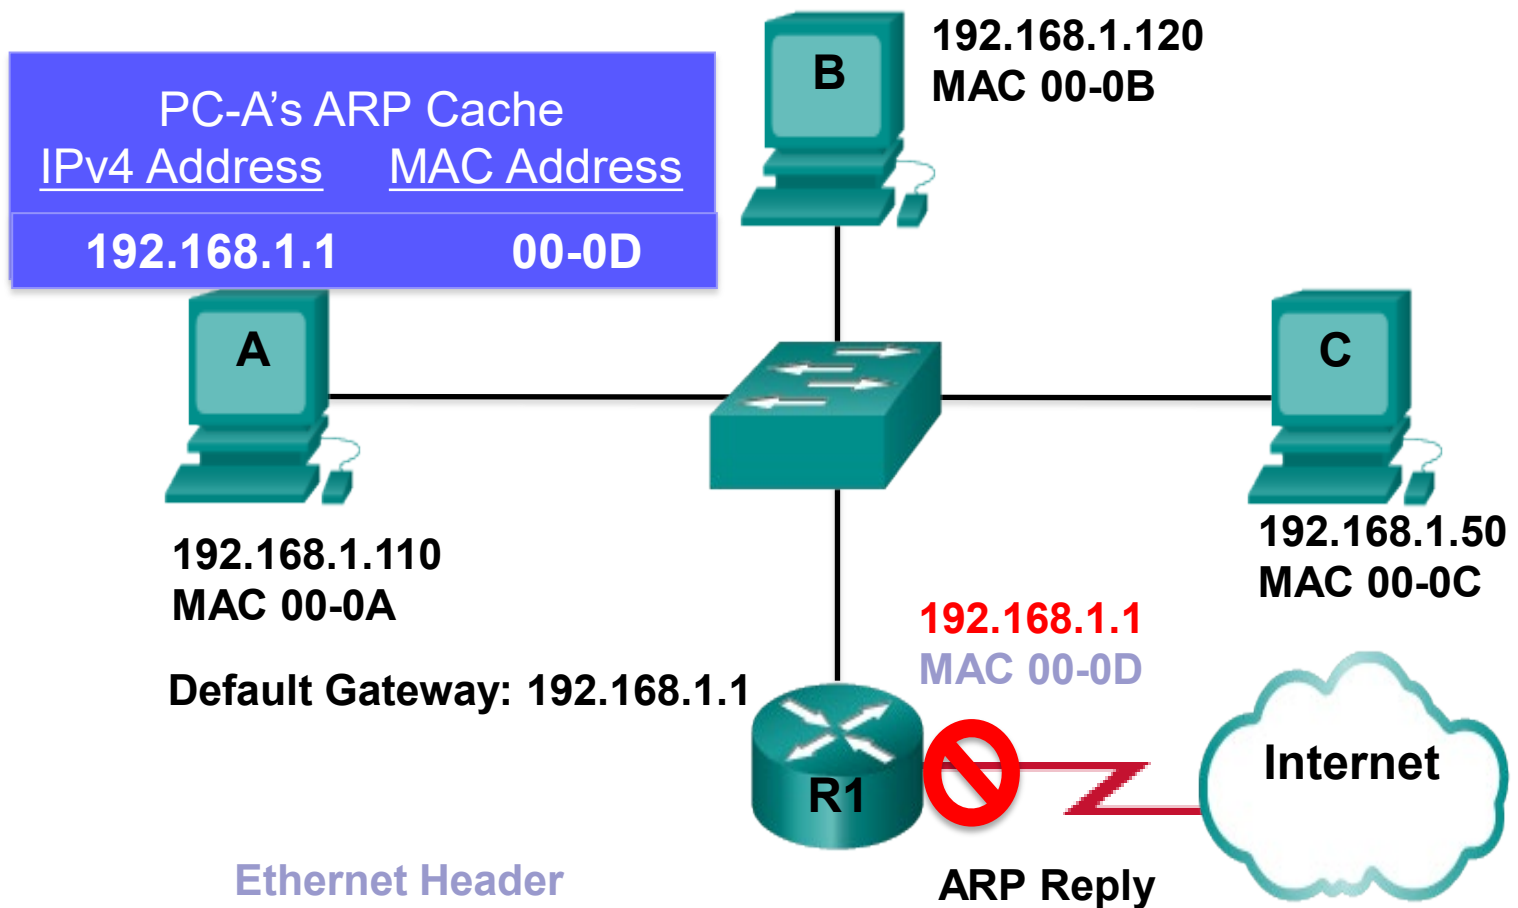 PC-A’s ARP Cache
IPv4 Address MAC Address
192.168.1.1 00-0D
B
192.168.1.120
MAC 00-0B
A
192.168.1.110
MAC 00-0A
C
192.168.1.50
MAC 00-0C
192.168.1.1
MAC 00-0D
Default Gateway: 192.168.1.1
R1
Internet
Ethernet Header
ARP Reply